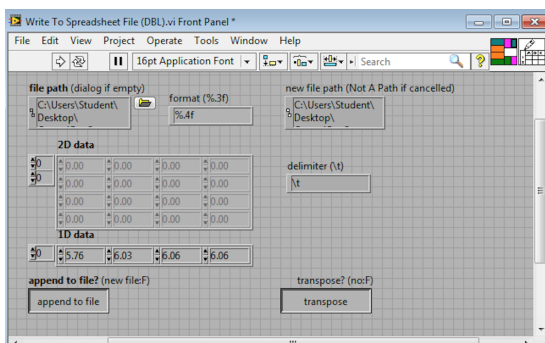 Write To Spreadsheet File (DBL).vi Front Panel *
File Edit View Project Operate Tools Window Help
16pt Application Font Search ?
file path (dialog if empty)
C:\Users\Student\
Desktop\
format (%.3f)
%.4f
new file path (Not A Path if cancelled)
C:\Users\Student\
Desktop\
2D data
0 0.00 0.00 0.00 0.00
0 0.00 0.00 0.00 0.00
0.00 0.00 0.00 0.00
0.00 0.00 0.00 0.00
delimiter (\t)
\t
1D data
0 5.76 6.03 6.06 6.06
append to file? (new file:F)
append to file
transpose? (no:F)
transpose